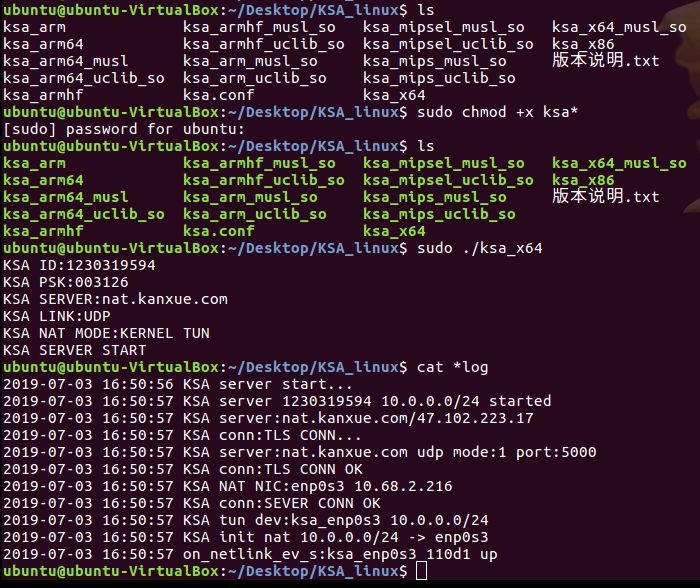 ubuntu@ubuntu-VirtualBox:~/Desktop/KSA_linux$ ls
ksa_arm ksa_armhf_musl_so ksa_mipsel_musl_so ksa_x64_musl_so
ksa_arm64 ksa_armhf_uclib_so ksa_mipsel_uclib_so ksa_x86
ksa_arm64_musl ksa_arm_musl_so ksa_mips_musl_so 版本说明.txt
ksa_arm64_uclib_so ksa_arm_uclib_so ksa_mips_uclib_so
ksa_armhf ksa.conf ksa_x64
ubuntu@ubuntu-VirtualBox:~/Desktop/KSA_linux$ sudo chmod +x ksa*
[sudo] password for ubuntu:
ubuntu@ubuntu-VirtualBox:~/Desktop/KSA_linux$ ls
ksa_arm ksa_armhf_musl_so ksa_mipsel_musl_so ksa_x64_musl_so
ksa_arm64 ksa_armhf_uclib_so ksa_mipsel_uclib_so ksa_x86
ksa_arm64_musl ksa_arm_musl_so ksa_mips_musl_so 版本说明.txt
ksa_arm64_uclib_so ksa_arm_uclib_so ksa_mips_uclib_so
ksa_armhf ksa.conf ksa_x64
ubuntu@ubuntu-VirtualBox:~/Desktop/KSA_linux$ sudo ./ksa_x64
KSA ID:1230319594
KSA PSK:003126
KSA SERVER:nat.kanxue.com
KSA LINK:UDP
KSA NAT MODE:KERNEL TUN
KSA SERVER START
ubuntu@ubuntu-VirtualBox:~/Desktop/KSA_linux$ cat *log
2019-07-03 16:50:56 KSA server start...
2019-07-03 16:50:57 KSA server 1230319594 10.0.0.0/24 started
2019-07-03 16:50:57 KSA server:nat.kanxue.com/47.102.223.17
2019-07-03 16:50:57 KSA conn:TLS CONN...
2019-07-03 16:50:57 KSA server:nat.kanxue.com udp mode:1 port:5000
2019-07-03 16:50:57 KSA conn:TLS CONN OK
2019-07-03 16:50:57 KSA NAT NIC:enp0s3 10.68.2.216
2019-07-03 16:50:57 KSA conn:SEVER CONN OK
2019-07-03 16:50:57 KSA tun dev:ksa_enp0s3 10.0.0.0/24
2019-07-03 16:50:57 KSA init nat 10.0.0.0/24 -> enp0s3
2019-07-03 16:50:57 on_netlink_ev_s:ksa_enp0s3_110d1 up
ubuntu@ubuntu-VirtualBox:~/Desktop/KSA_linux$